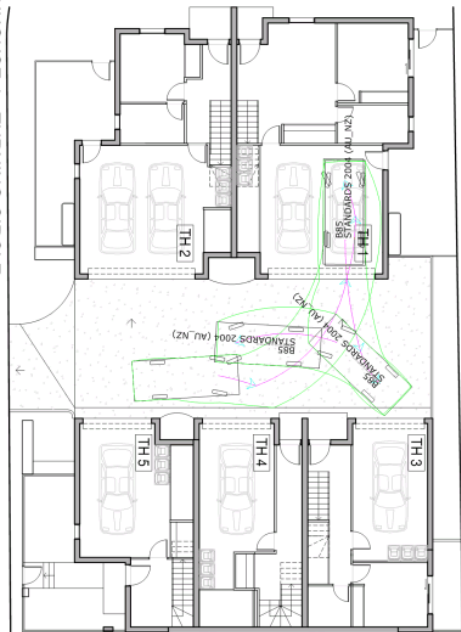 B85
STANDARDS 2004 (AU_NZ)
TH 2
TH 1
STANDARDS 2004 (AU_NZ)
B85
STANDARDS 2004 (AU_NZ)
B85
TH 5
TH 4
TH 3